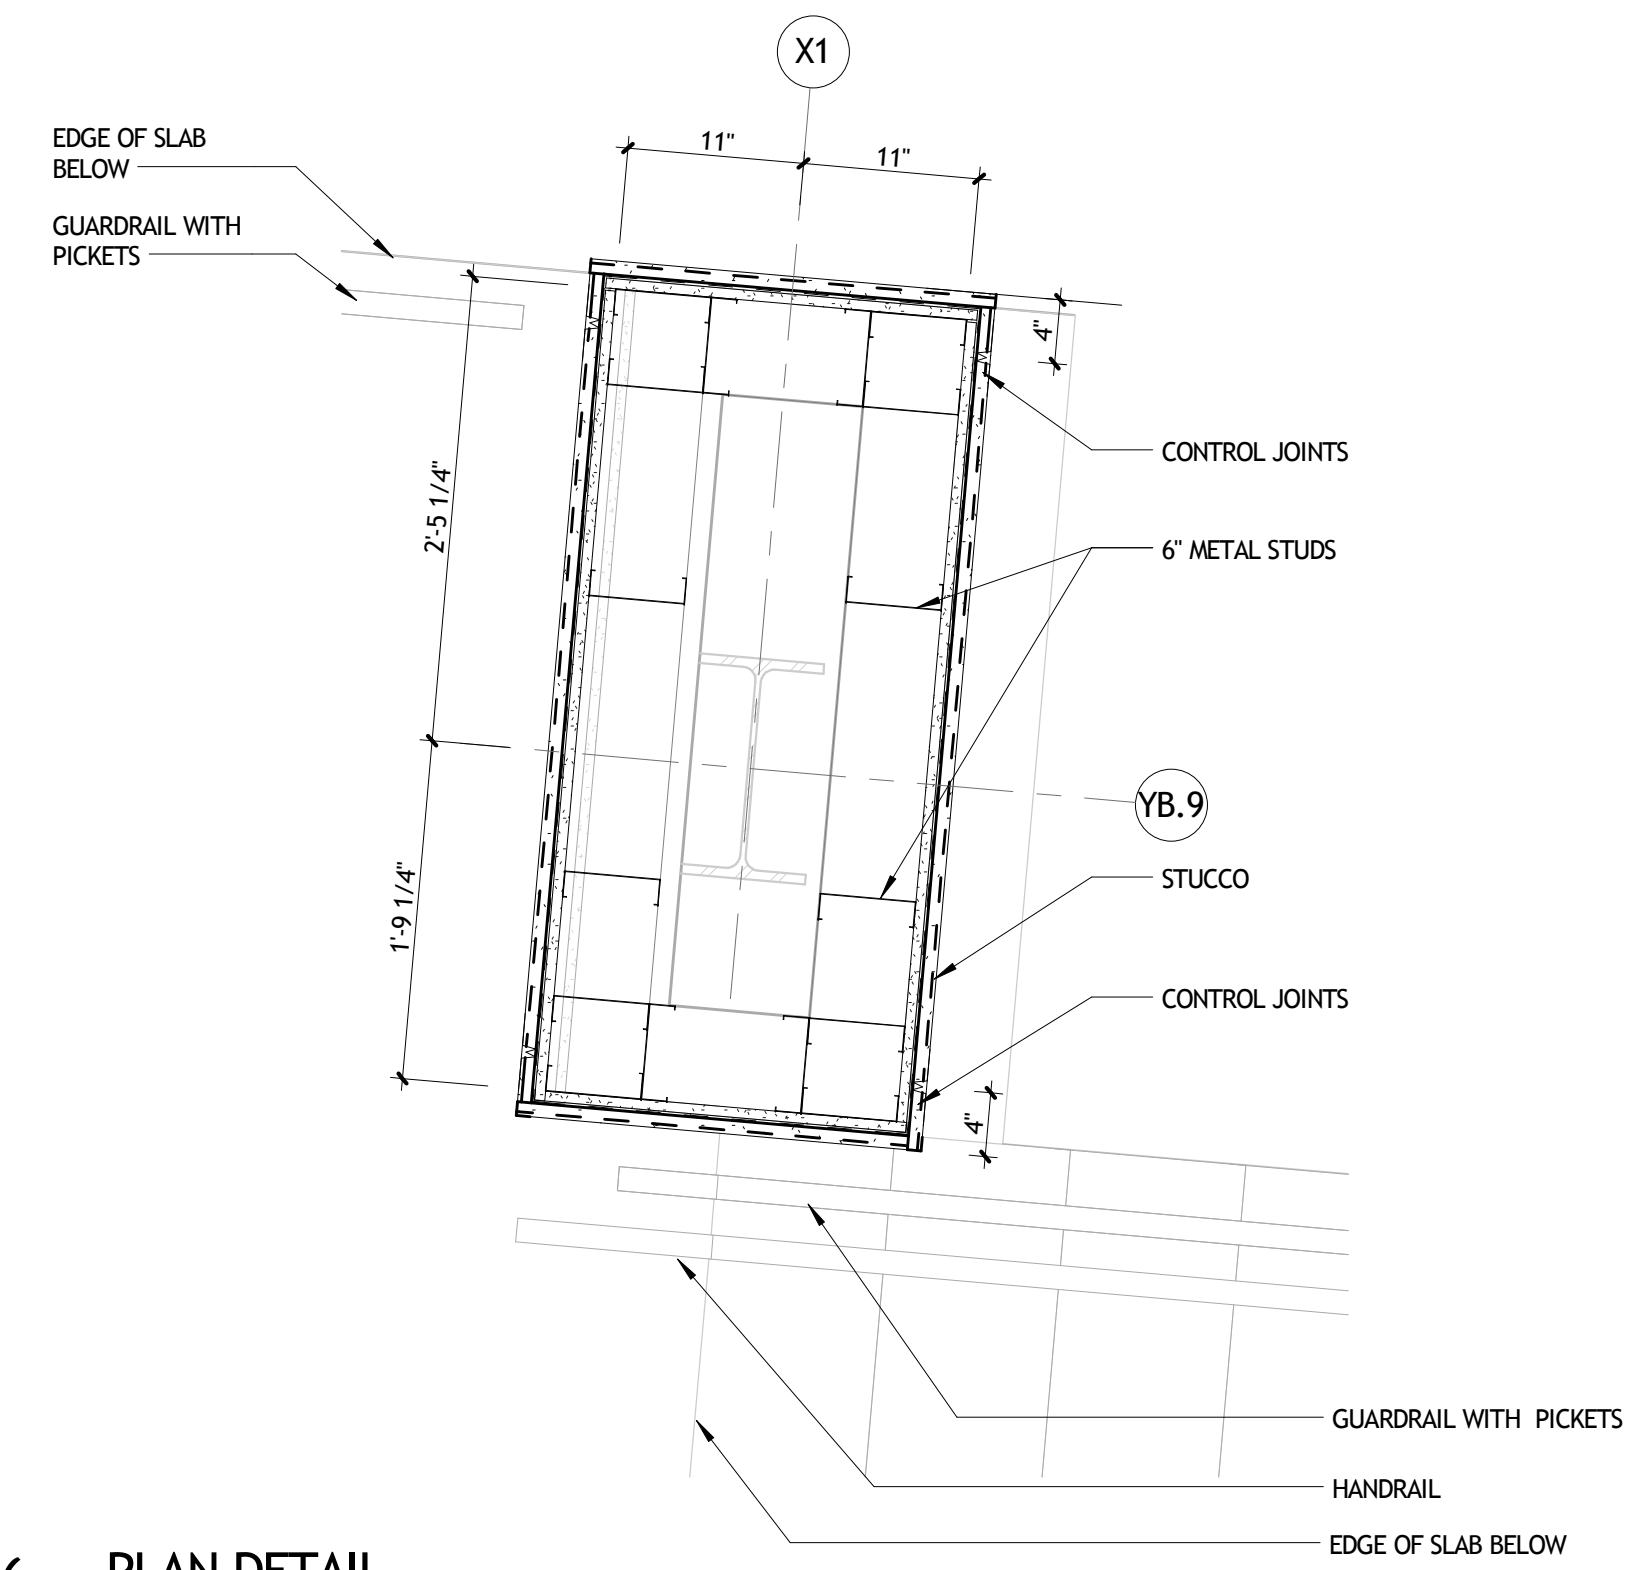 X1
EDGE OF SLAB
BELOW
11"
11"
GUARDRAIL WITH
PICKETS
4"
CONTROL JOINTS
2'-5 1/4"
6" METAL STUDS
YB.9
STUCCO
1'-9 1/4"
CONTROL JOINTS
4"
GUARDRAIL WITH PICKETS
HANDRAIL
EDGE OF SLAB BELOW
PLAN DETAIL